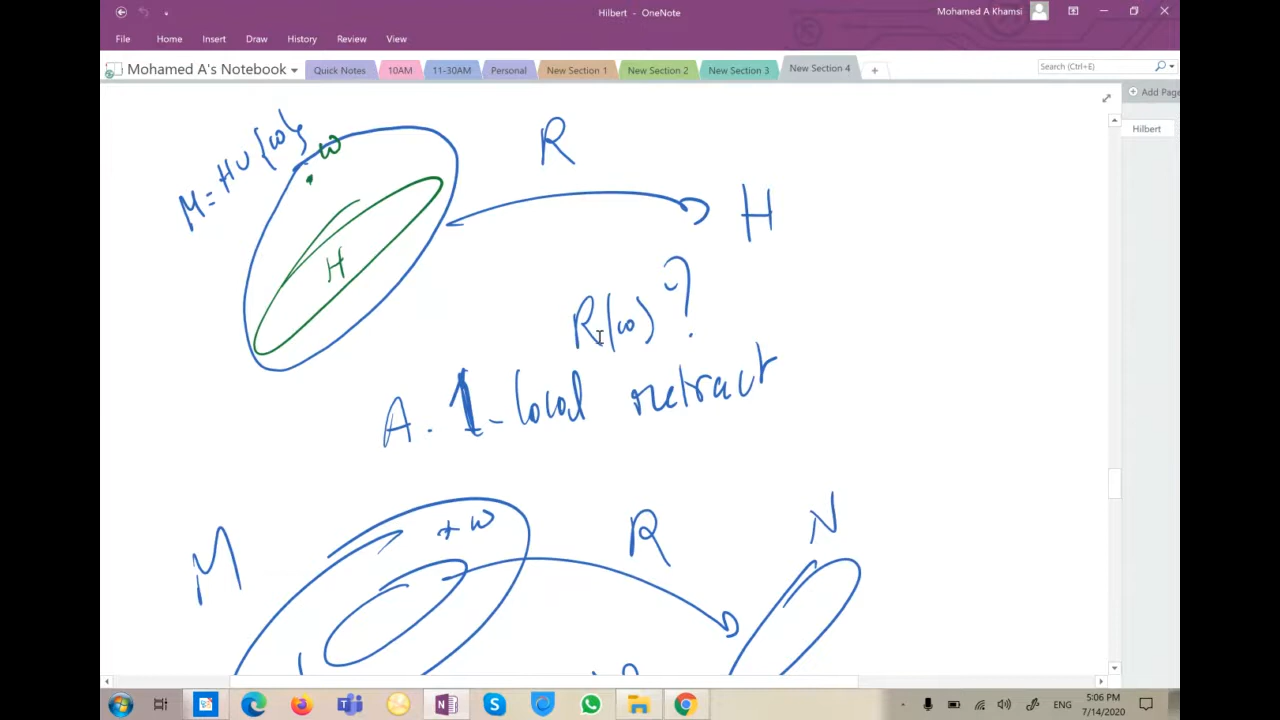 Hilbert - OneNote
Mohamed A Khamsi
File Home Insert Draw History Review View
Mohamed A's Notebook
Quick Notes
10AM
11-30AM
Personal
New Section 1
New Section 2
New Section 3
New Section 4
Search (Ctrl+E)
Add Page
Hilbert
M = H ∪ {ω}
ω
R
H
H
R(ω) ?
A. 1-local retract
M
+ ω
R
N
ENG
5:06 PM
7/14/2020